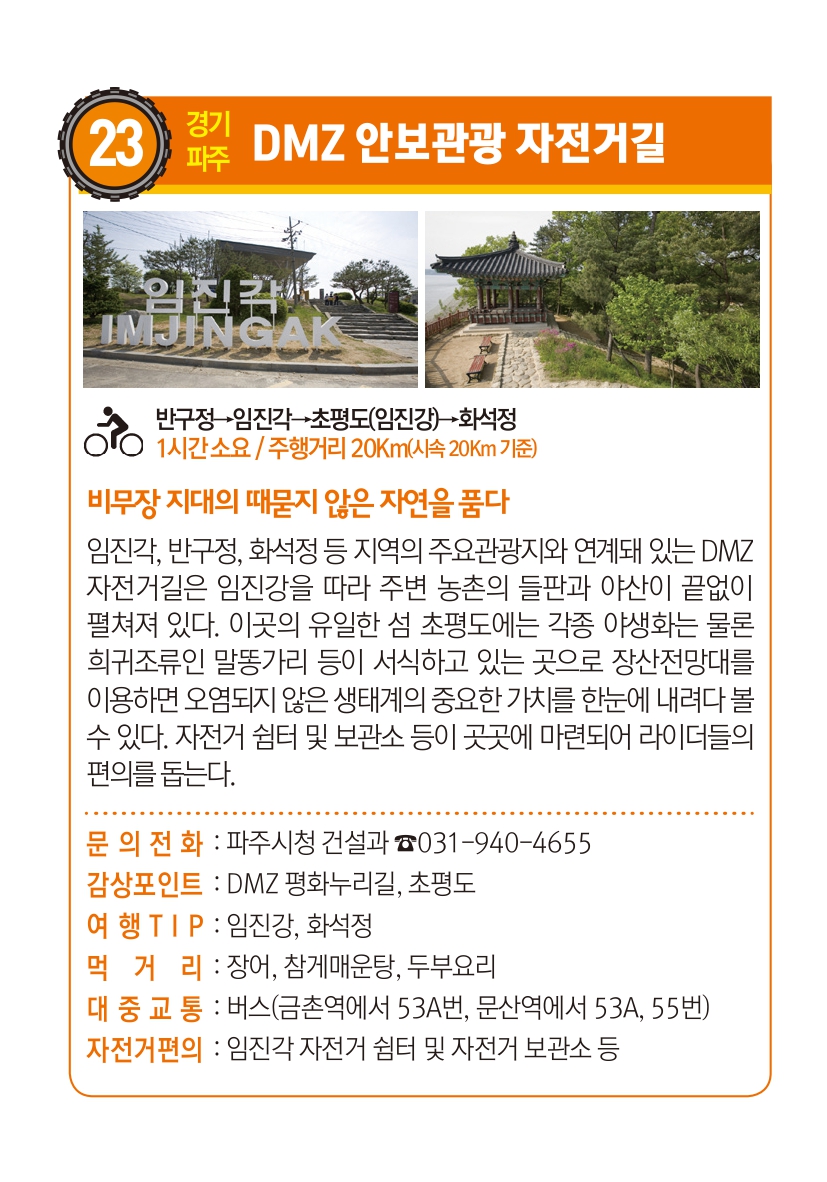 23
경기
파주
DMZ 안보관광 자전거길
임진각
IMJINGAK
반구정→임진각→초평도(임진강)→화석정
1시간 소요 / 주행거리 20Km(시속 20Km 기준)
비무장 지대의 때묻지 않은 자연을 품다
임진각, 반구정, 화석정 등 지역의 주요관광지와 연계돼 있는 DMZ
자전거길은 임진강을 따라 주변 농촌의 들판과 야산이 끝없이
펼쳐져 있다. 이곳의 유일한 섬 초평도에는 각종 야생화는 물론
희귀조류인 말똥가리 등이 서식하고 있는 곳으로 장산전망대를
이용하면 오염되지 않은 생태계의 중요한 가치를 한눈에 내려다 볼
수 있다. 자전거 쉼터 및 보관소 등이 곳곳에 마련되어 라이더들의
편의를 돕는다.
문 의 전 화 : 파주시청 건설과 ☎031-940-4655
감상포인트 : DMZ 평화누리길, 초평도
여 행 T I P : 임진강, 화석정
먹 거 리 : 장어, 참게매운탕, 두부요리
대 중 교 통 : 버스(금촌역에서 53A번, 문산역에서 53A, 55번)
자전거편의 : 임진각 자전거 쉼터 및 자전거 보관소 등